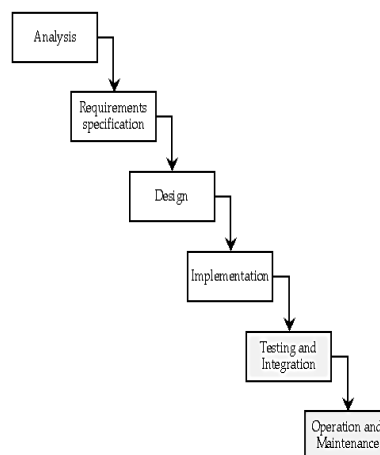 Analysis
Requirements
specification
Design
Implementation
Testing and
Integration
Operation and
Maintenance